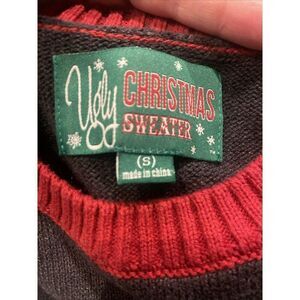 Ugly CHRISTMAS
SWEATER
(S)
made in china